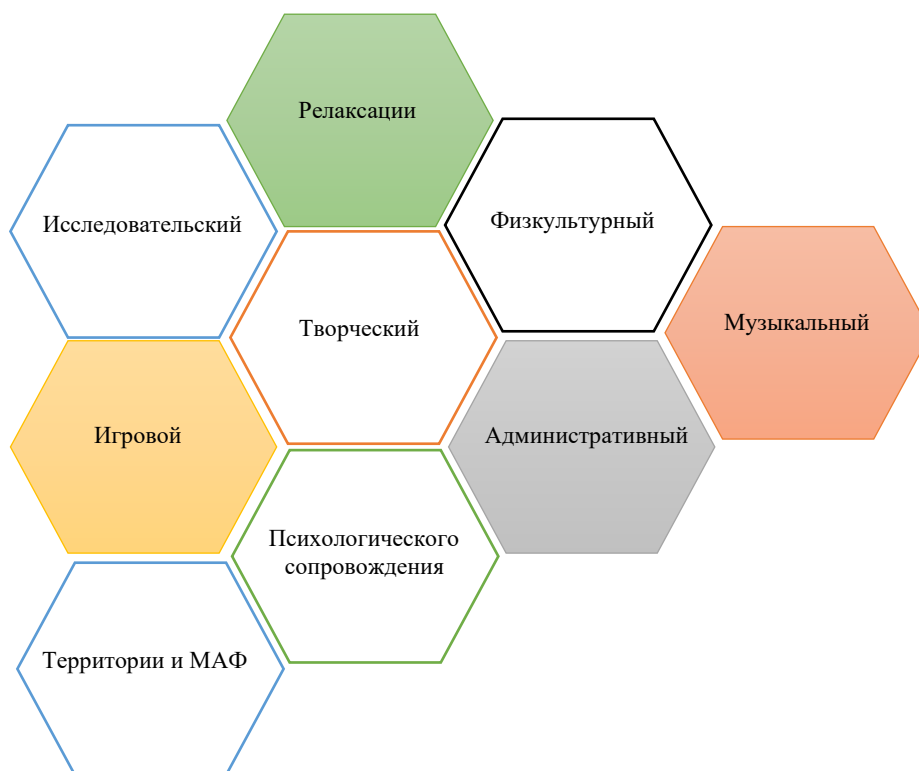 Релаксации
Исследовательский
Физкультурный
Музыкальный
Творческий
Игровой
Административный
Психологического
сопровождения
Территории и МАФ